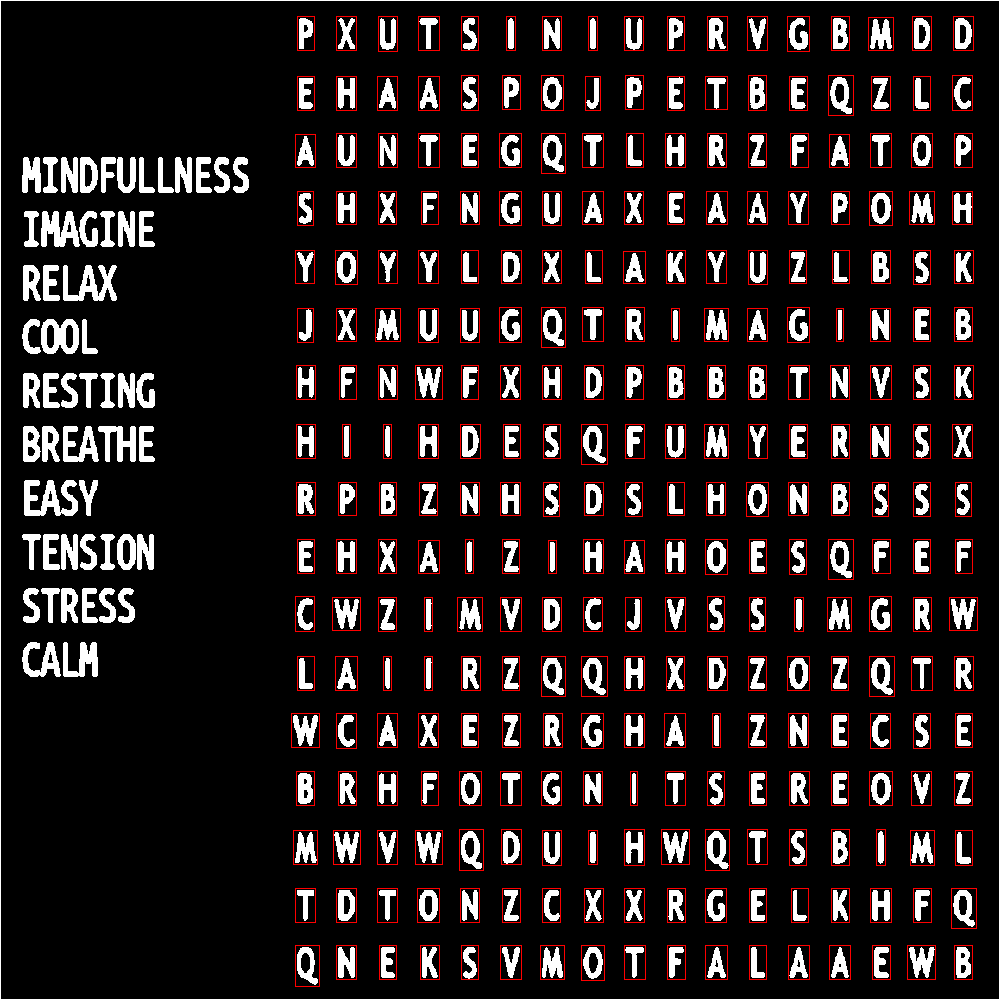 MINDFULLNESS
IMAGINE
RELAX
COOL
RESTING
BREATHE
EASY
TENSION
STRESS
CALM
P X U T S I N I U P R V G B M D D
E H A A S P O J P E T B E Q Z L C
A U N T E G Q T L H R Z F A T O P
S H X F N G U A X E A A Y P O M H
Y O Y Y L D X L A K Y U Z L B S K
J X M U U G Q T R I M A G I N E B
H F N W F X H D P B B B T N V S K
H I I H D E S Q F U M Y E R N S X
R P B Z N H S D S L H O N B S S S
E H X A I Z I H A H O E S Q F E F
C W Z I M V D C J V S S I M G R W
L A I I R Z Q Q H X D Z O Z Q T R
W C A X E Z R G H A I Z N E C S E
B R H F O T G N I T S E R E O V Z
M W V W Q D U I H W Q T S B I M L
T D T O N Z C X X R G E L K H F Q
Q N E K S V M O T F A L A A E W B